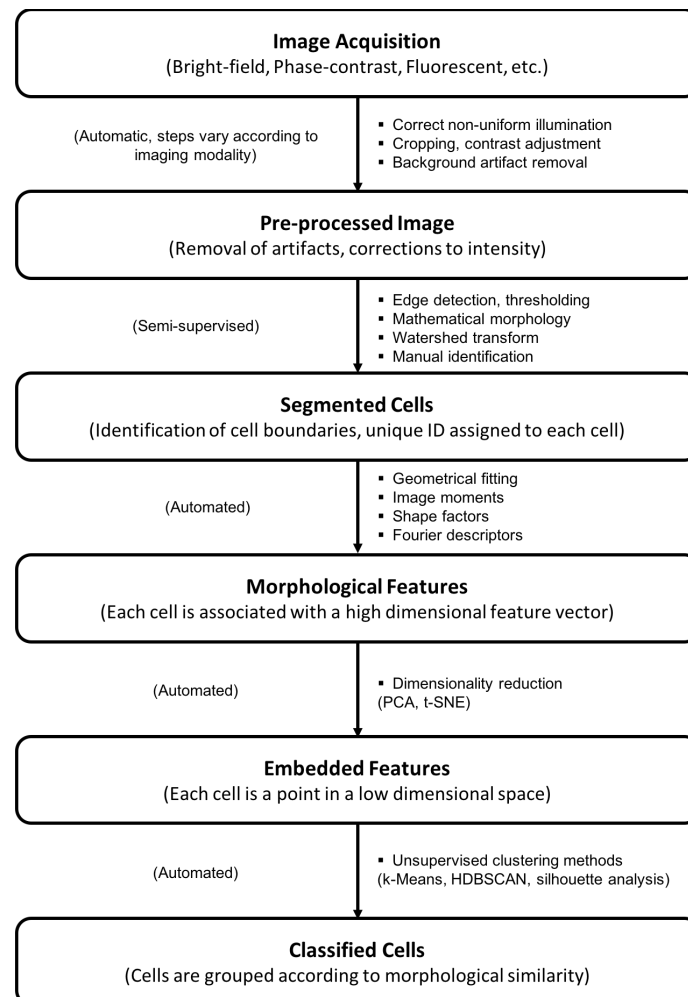 Image Acquisition
(Bright-field, Phase-contrast, Fluorescent, etc.)
(Automatic, steps vary according to
imaging modality)
▪ Correct non-uniform illumination
▪ Cropping, contrast adjustment
▪ Background artifact removal
Pre-processed Image
(Removal of artifacts, corrections to intensity)
(Semi-supervised)
▪ Edge detection, thresholding
▪ Mathematical morphology
▪ Watershed transform
▪ Manual identification
Segmented Cells
(Identification of cell boundaries, unique ID assigned to each cell)
(Automated)
▪ Geometrical fitting
▪ Image moments
▪ Shape factors
▪ Fourier descriptors
Morphological Features
(Each cell is associated with a high dimensional feature vector)
(Automated)
▪ Dimensionality reduction
(PCA, t-SNE)
Embedded Features
(Each cell is a point in a low dimensional space)
(Automated)
▪ Unsupervised clustering methods
(k-Means, HDBSCAN, silhouette analysis)
Classified Cells
(Cells are grouped according to morphological similarity)